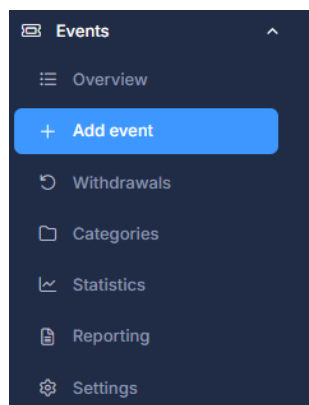 Events
Overview
Add event
Withdrawals
Categories
Statistics
Reporting
Settings